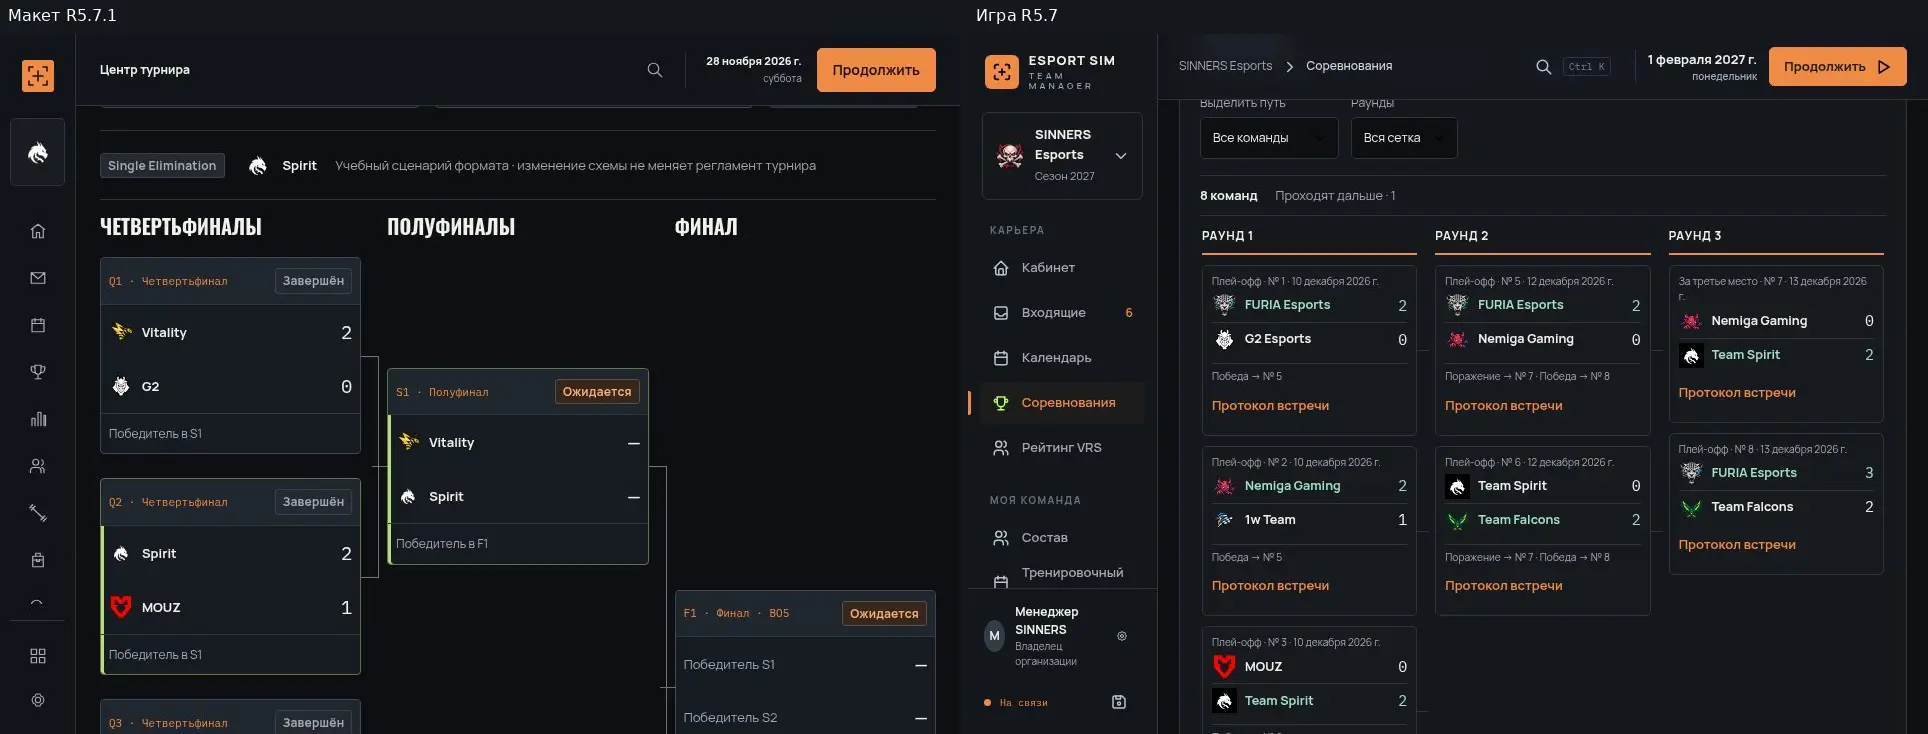 Макет R5.7.1
Центр турнира
28 ноября 2026 г.
суббота
Продолжить
Single Elimination
Spirit
Учебный сценарий формата · изменение схемы не меняет регламент турнира
ЧЕТВЕРТЬФИНАЛЫ
ПОЛУФИНАЛЫ
ФИНАЛ
Q1 · Четвертьфинал
Завершён
Vitality
2
G2
0
Победитель в S1
Q2 · Четвертьфинал
Завершён
Spirit
2
MOUZ
1
Победитель в S1
Q3 · Четвертьфинал
Завершён
S1 · Полуфинал
Ожидается
Vitality
—
Spirit
—
Победитель в F1
F1 · Финал · BO5
Ожидается
Победитель S1
—
Победитель S2
—
Игра R5.7
ESPORT SIM
TEAM
MANAGER
SINNERS
Esports
Сезон 2027
КАРЬЕРА
Кабинет
Входящие
6
Календарь
Соревнования
Рейтинг VRS
МОЯ КОМАНДА
Состав
Тренировочный
M
Менеджер
SINNERS
Владелец
организации
На связи
SINNERS Esports
Соревнования
Ctrl K
1 февраля 2027 г.
понедельник
Продолжить
Выделить путь
Раунды
Все команды
Вся сетка
8 команд
Проходят дальше · 1
РАУНД 1
РАУНД 2
РАУНД 3
Плей-офф · № 1 · 10 декабря 2026 г.
FURIA Esports
2
G2 Esports
0
Победа → № 5
Протокол встречи
Плей-офф · № 2 · 10 декабря 2026 г.
Nemiga Gaming
2
1w Team
1
Победа → № 5
Протокол встречи
Плей-офф · № 3 · 10 декабря 2026 г.
MOUZ
0
Team Spirit
2
Плей-офф · № 5 · 12 декабря 2026 г.
FURIA Esports
2
Nemiga Gaming
0
Поражение → № 7 · Победа → № 8
Протокол встречи
Плей-офф · № 6 · 12 декабря 2026 г.
Team Spirit
0
Team Falcons
2
Поражение → № 7 · Победа → № 8
Протокол встречи
За третье место · № 7 · 13 декабря 2026
г.
Nemiga Gaming
0
Team Spirit
2
Протокол встречи
Плей-офф · № 8 · 13 декабря 2026 г.
FURIA Esports
3
Team Falcons
2
Протокол встречи